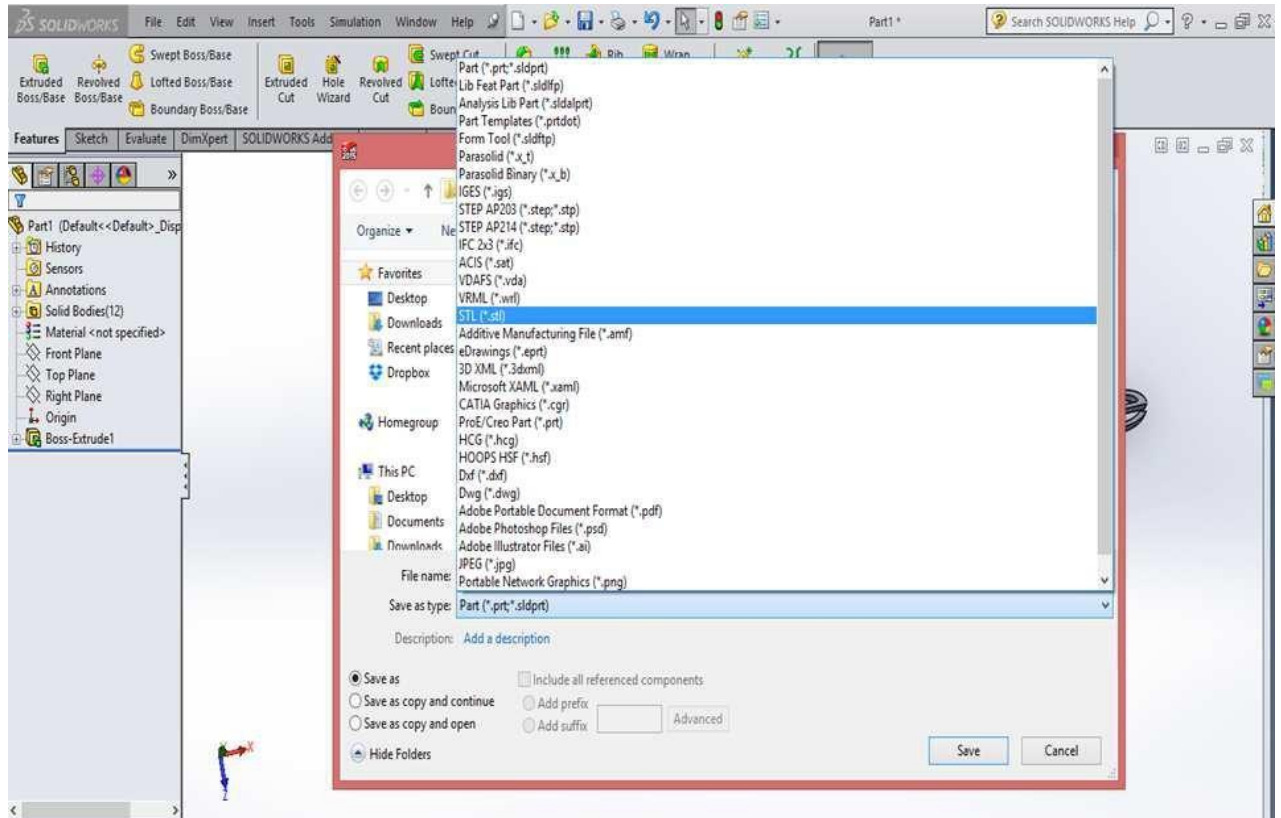 SOLIDWORKS File Edit View Insert Tools Simulation Window Help Part1 * Search SOLIDWORKS Help
Extruded Boss/Base
Revolved Boss/Base
Swept Boss/Base
Lofted Boss/Base
Boundary Boss/Base
Extruded Cut
Hole Wizard
Revolved Cut
Swept Cut
Lofte
Boun
Rib
Wrap
Features Sketch Evaluate DimXpert SOLIDWORKS Add
Part1 (Default<<Default>_Disp
History
Sensors
Annotations
Solid Bodies(12)
Material <not specified>
Front Plane
Top Plane
Right Plane
Origin
Boss-Extrude1
2015
Organize Ne
Favorites
Desktop
Downloads
Recent places
Dropbox
Homegroup
This PC
Desktop
Documents
Downloads
Part (*.prt;*.sldprt)
Lib Feat Part (*.sldlfp)
Analysis Lib Part (*.sldalprt)
Part Templates (*.prtdot)
Form Tool (*.sldftp)
Parasolid (*.x_t)
Parasolid Binary (*.x_b)
IGES (*.igs)
STEP AP203 (*.step;*.stp)
STEP AP214 (*.step;*.stp)
IFC 2x3 (*.ifc)
ACIS (*.sat)
VDAFS (*.vda)
VRML (*.wrl)
STL (*.stl)
Additive Manufacturing File (*.amf)
eDrawings (*.eprt)
3D XML (*.3dxml)
Microsoft XAML (*.xaml)
CATIA Graphics (*.cgr)
ProE/Creo Part (*.prt)
HCG (*.hcg)
HOOPS HSF (*.hsf)
Dxf (*.dxf)
Dwg (*.dwg)
Adobe Portable Document Format (*.pdf)
Adobe Photoshop Files (*.psd)
Adobe Illustrator Files (*.ai)
JPEG (*.jpg)
Portable Network Graphics (*.png)
File name:
Save as type: Part (*.prt;*.sldprt)
Description: Add a description
Save as
Save as copy and continue
Save as copy and open
Include all referenced components
Add prefix
Add suffix
Advanced
Hide Folders
Save Cancel
X
Z